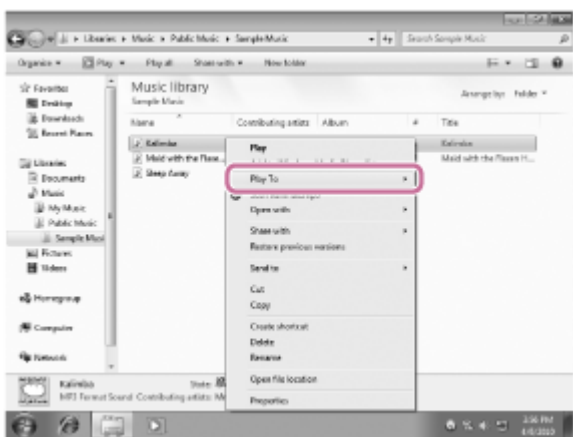 Libraries ▸ Music ▸ Public Music ▸ Sample Music
Search Sample Music
Organize ▾ Play ▾ Play all Share with ▾ New folder
Favorites
Desktop
Downloads
Recent Places
Libraries
Documents
Music
My Music
Public Music
Sample Musi
Pictures
Videos
Homegroup
Computer
Network
Music library
Sample Music
Arrange by: Folder ▾
Name Contributing artists Album # Title
Kalimba
Kalimba
Maid with the Flaxe...
Maid with the Flaxen H...
Sleep Away
Play
Play To
Open with
Share with
Restore previous versions
Send to
Cut
Copy
Create shortcut
Delete
Rename
Open file location
Properties
Kalimba
MP3 Format Sound
State:
Contributing artists:
3:56 PM